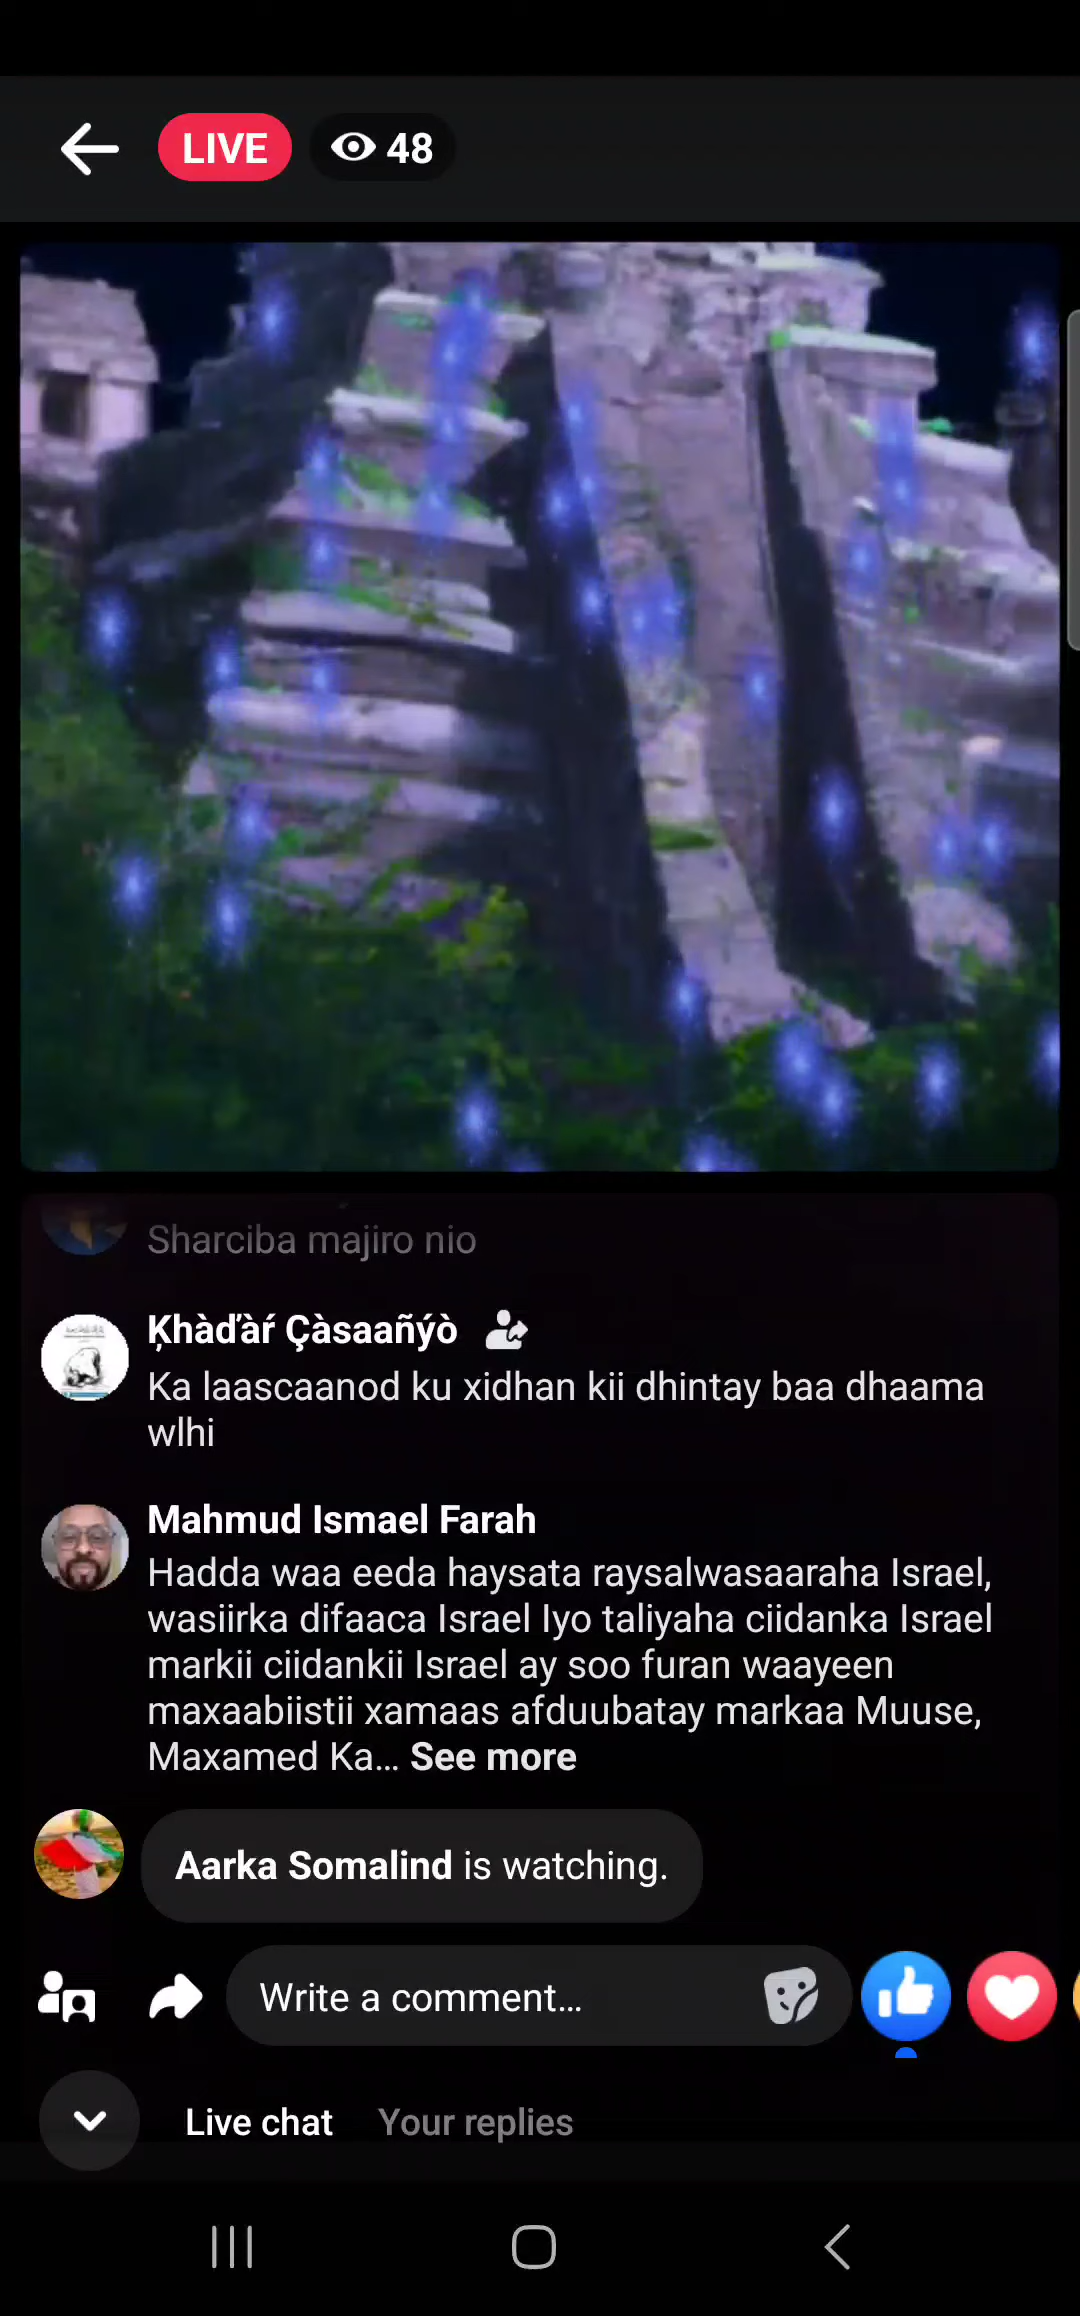 LIVE 48
Sharciba majiro nio
Ķhàďàŕ Çàsaañýò
Ka laascaanod ku xidhan kii dhintay baa dhaama
wlhi
Mahmud Ismael Farah
Hadda waa eeda haysata raysalwasaaraha Israel,
wasiirka difaaca Israel Iyo taliyaha ciidanka Israel
markii ciidankii Israel ay soo furan waayeen
maxaabiistii xamaas afduubatay markaa Muuse,
Maxamed Ka... See more
Aarka Somalind is watching.
Write a comment...
Live chat Your replies